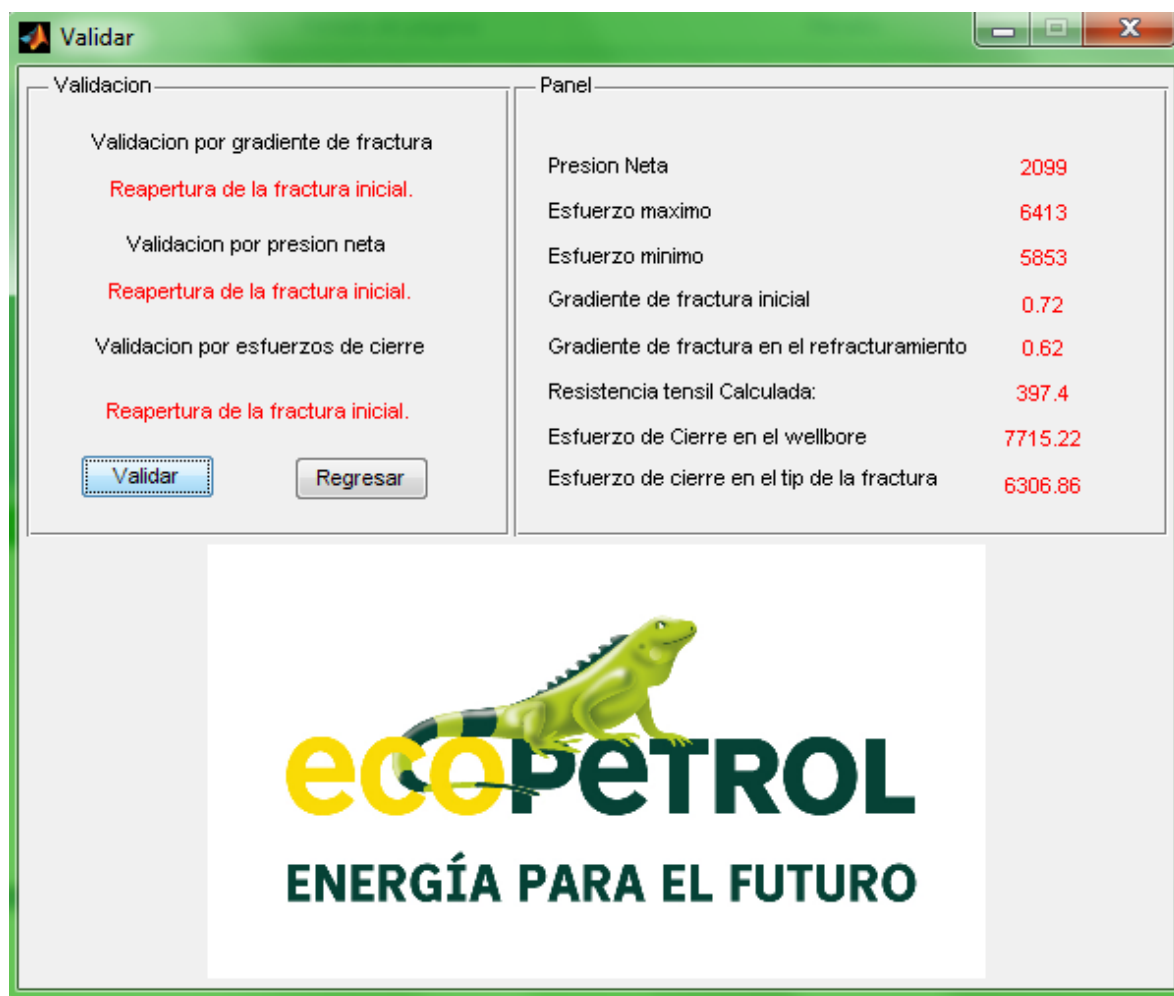 Validar
Validacion
Validacion por gradiente de fractura
Reapertura de la fractura inicial.
Validacion por presion neta
Reapertura de la fractura inicial.
Validacion por esfuerzos de cierre
Reapertura de la fractura inicial.
Validar Regresar
Panel
Presion Neta 2099
Esfuerzo maximo 6413
Esfuerzo minimo 5853
Gradiente de fractura inicial 0.72
Gradiente de fractura en el refracturamiento 0.62
Resistencia tensil Calculada: 397.4
Esfuerzo de Cierre en el wellbore 7715.22
Esfuerzo de cierre en el tip de la fractura 6306.86
ecoPeTROL
ENERGÍA PARA EL FUTURO